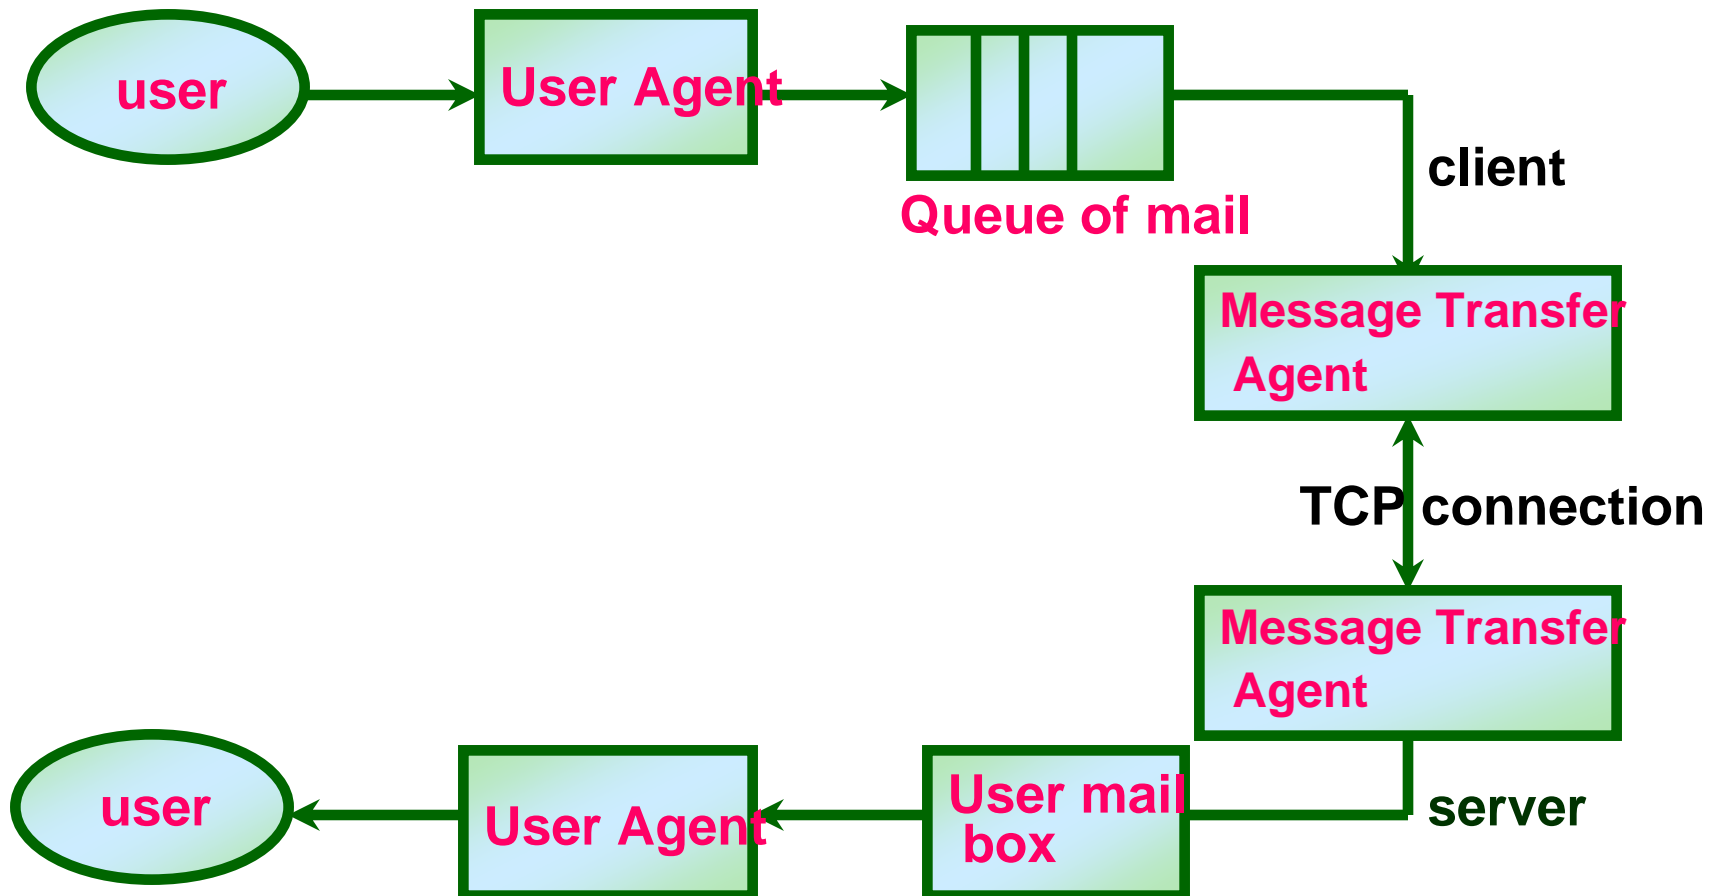 user
User Agent
Queue of mail
client
Message Transfer
Agent
TCP connection
Message Transfer
Agent
server
User mail
box
User Agent
user